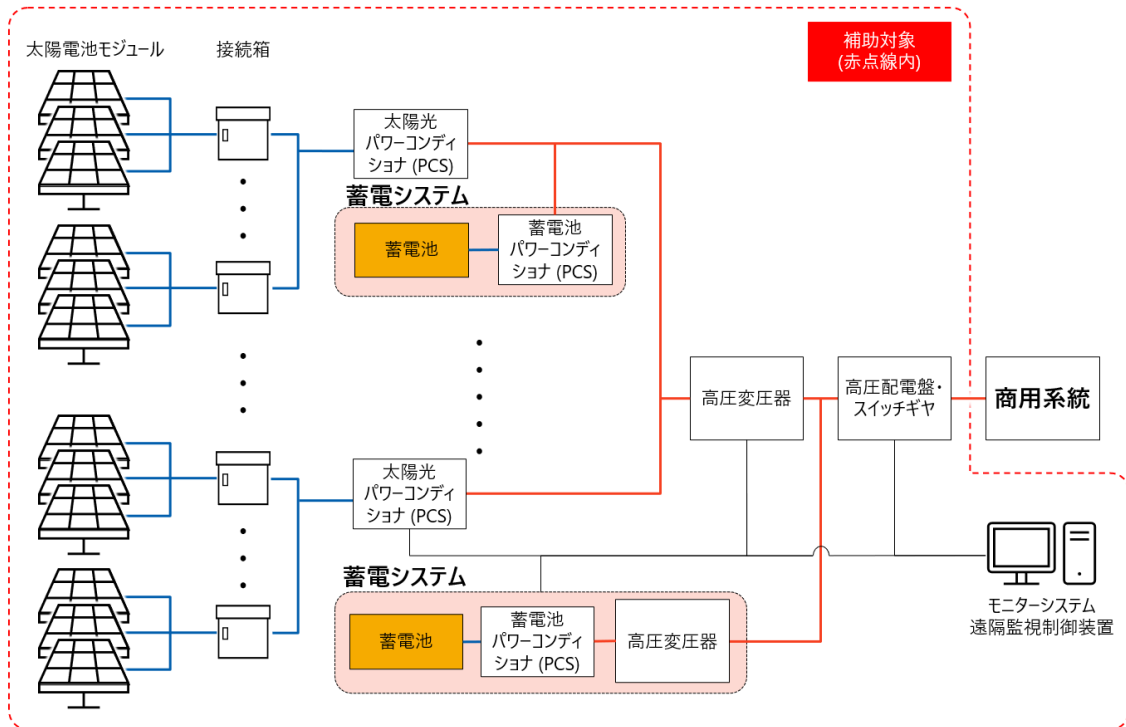 太陽電池モジュール
接続箱
補助対象
(赤点線内)
太陽光
パワーコンディ
ショナ (PCS)
蓄電システム
蓄電池
蓄電池
パワーコンディ
ショナ (PCS)
高圧変圧器
高圧配電盤・
スイッチギヤ
商用系統
太陽光
パワーコンディ
ショナ (PCS)
蓄電システム
蓄電池
蓄電池
パワーコンディ
ショナ (PCS)
高圧変圧器
モニターシステム
遠隔監視制御装置